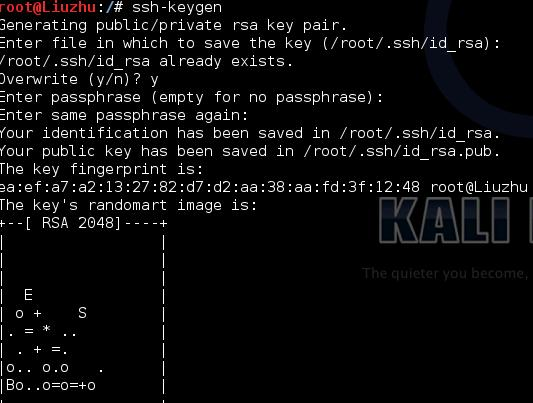 root@Liuzhu:/# ssh-keygen
Generating public/private rsa key pair.
Enter file in which to save the key (/root/.ssh/id_rsa):
/root/.ssh/id_rsa already exists.
Overwrite (y/n)? y
Enter passphrase (empty for no passphrase):
Enter same passphrase again:
Your identification has been saved in /root/.ssh/id_rsa.
Your public key has been saved in /root/.ssh/id_rsa.pub.
The key fingerprint is:
ea:ef:a7:a2:13:27:82:d7:d2:aa:38:aa:fd:3f:12:48 root@Liuzhu
The key's randomart image is:
+--[ RSA 2048]----+
|                 |
|                 |
|                 |
|  E              |
| o +    S        |
|. = * ..         |
| . + =.          |
|o.. o.o   .      |
|Bo..o=o=+o       |
KALI
The quieter you become,